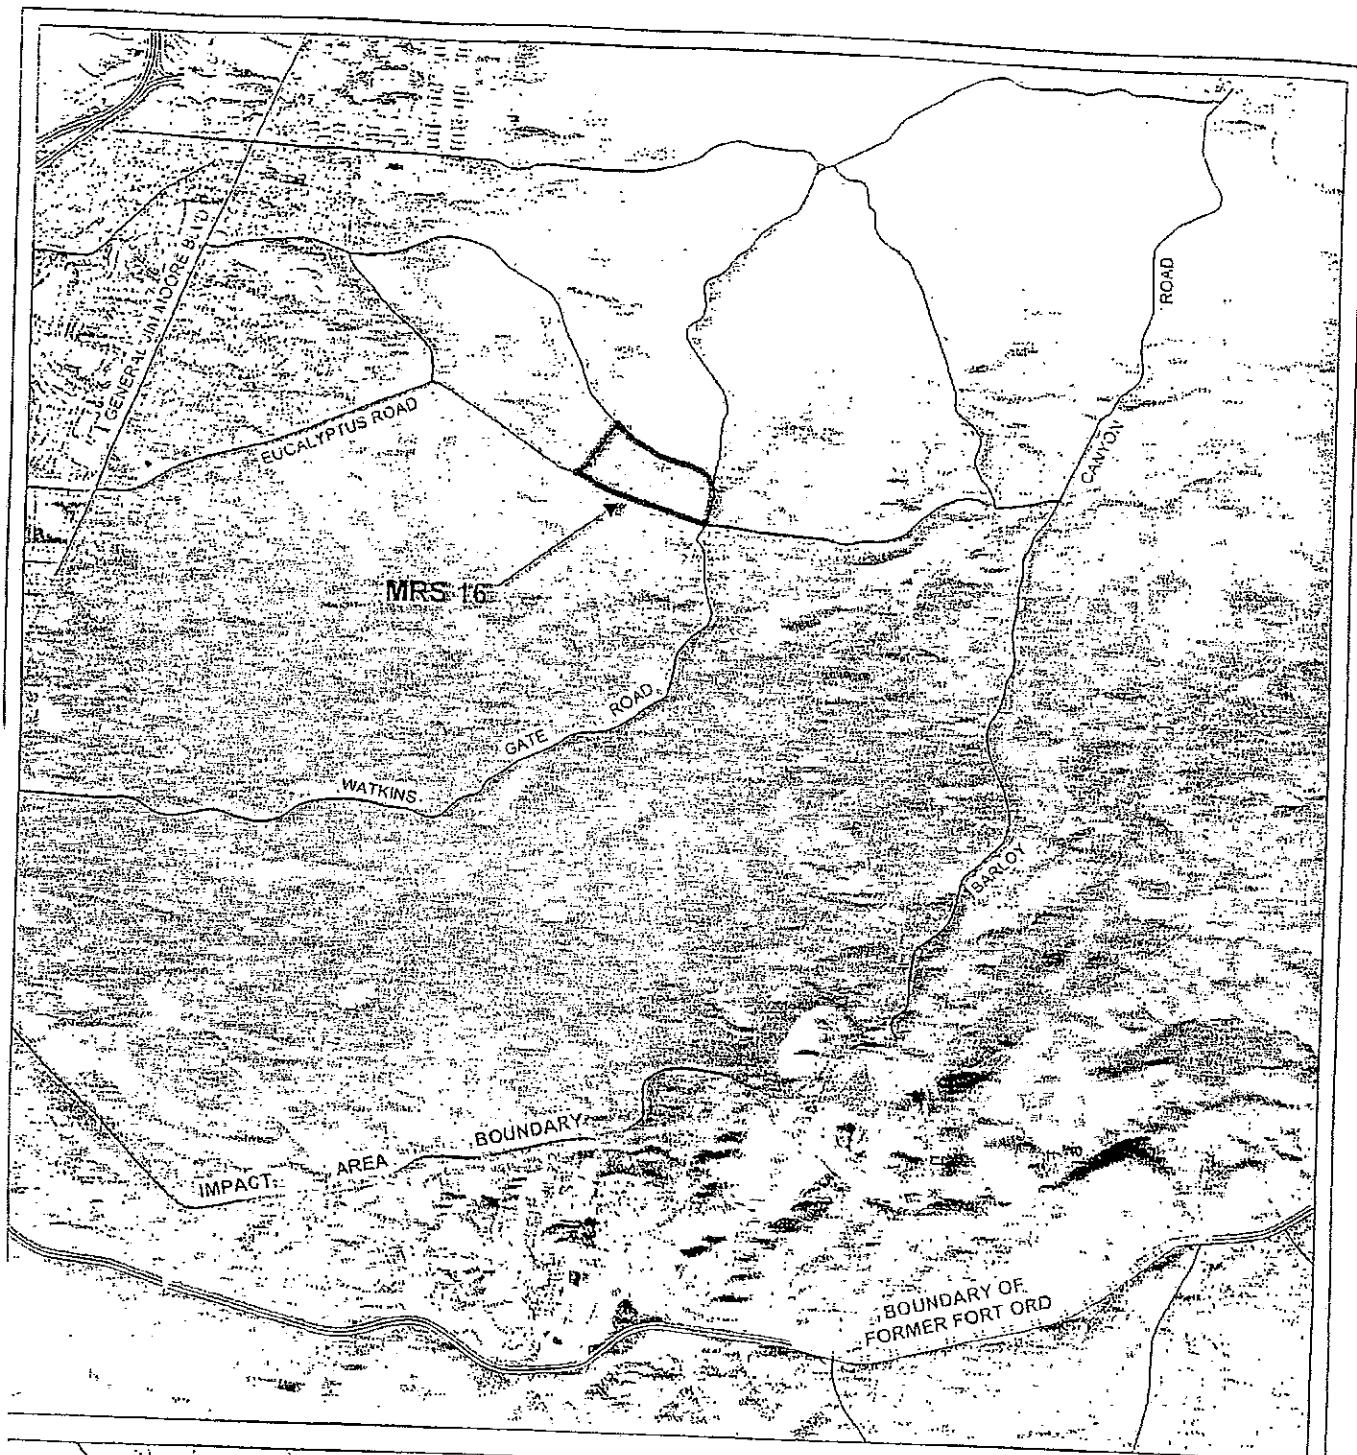 GENERAL JIM MOORE BLVD
ROAD
EUCALYPTUS ROAD
CANYON
MRS 16
ROAD
GATE
WATKINS
BARLOY
BOUNDARY
AREA
IMPACT
BOUNDARY OF
FORMER FORT ORD